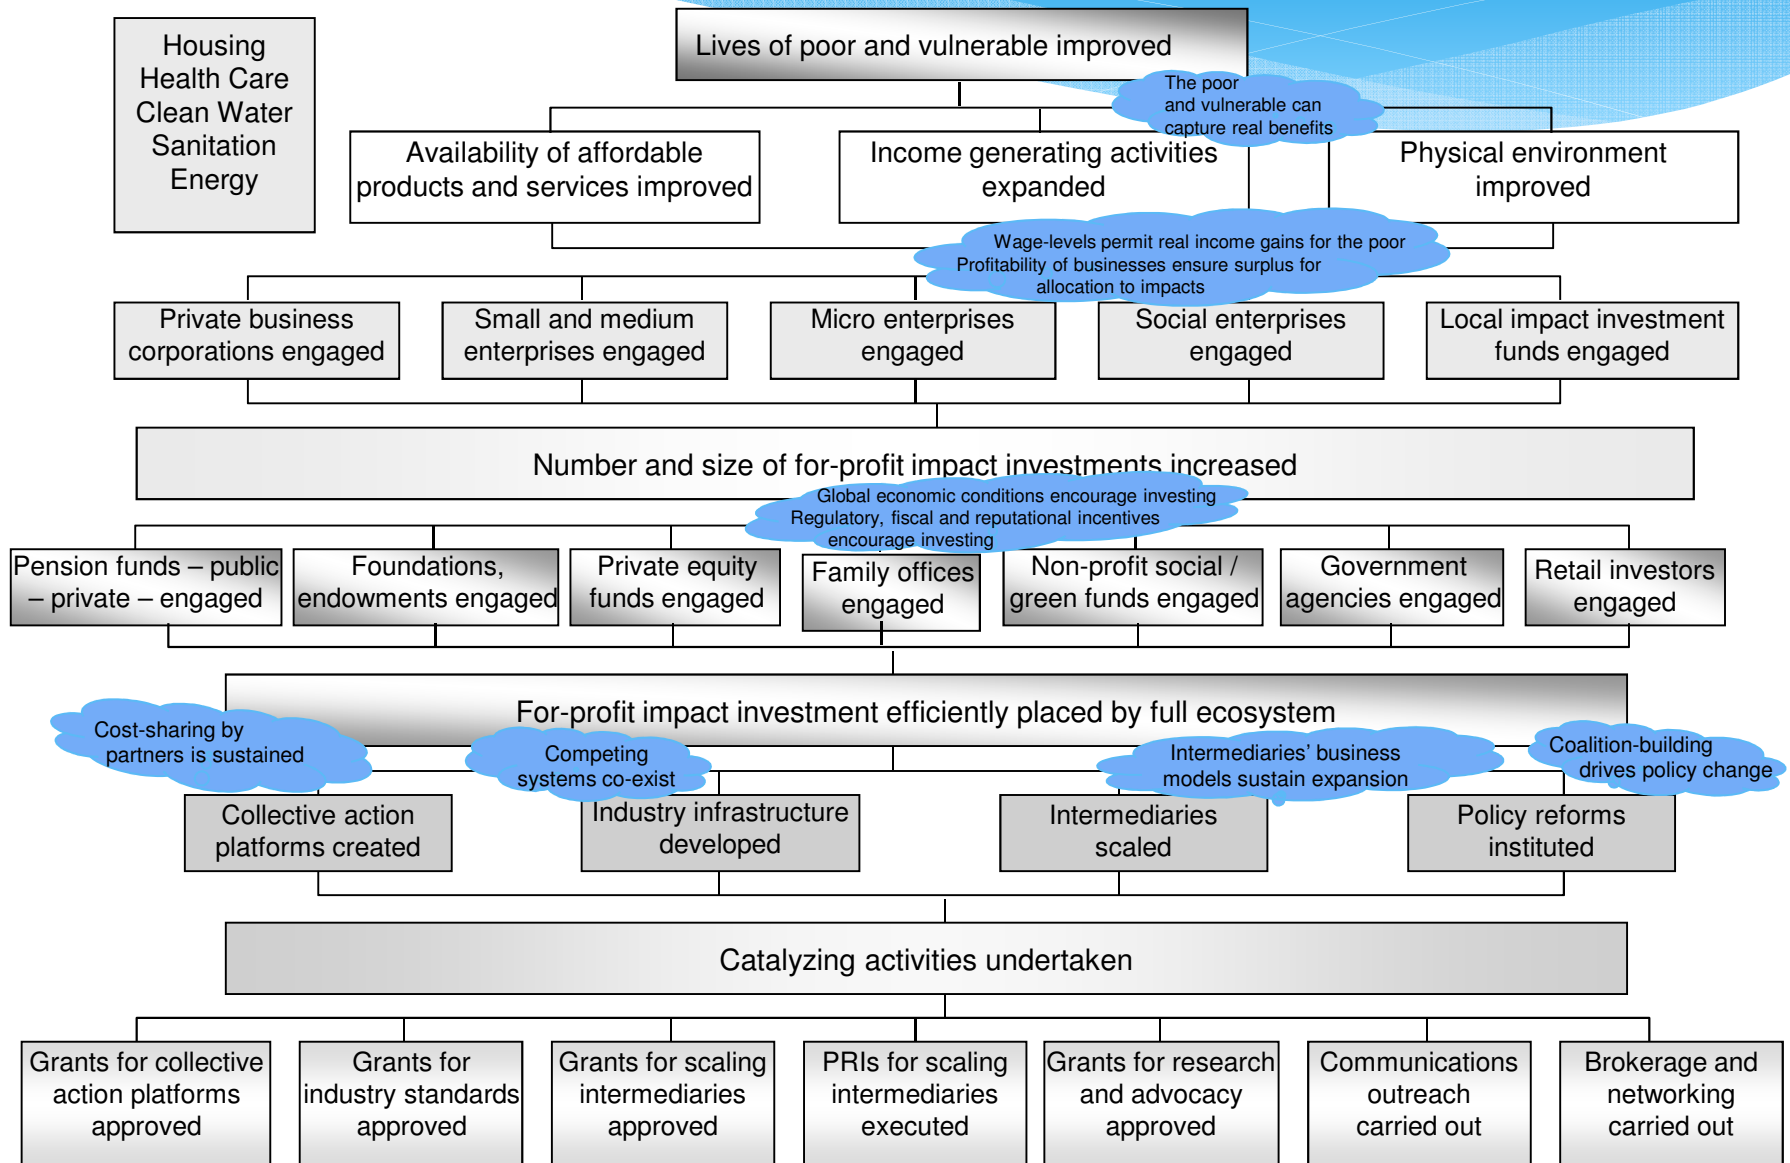 Housing
Health Care
Clean Water
Sanitation
Energy
Lives of poor and vulnerable improved
The poor
and vulnerable can
capture real benefits
Availability of affordable
products and services improved
Income generating activities
expanded
Physical environment
improved
Wage-levels permit real income gains for the poor
Profitability of businesses ensure surplus for
allocation to impacts
Private business
corporations engaged
Small and medium
enterprises engaged
Micro enterprises
engaged
Social enterprises
engaged
Local impact investment
funds engaged
Number and size of for-profit impact investments increased
Global economic conditions encourage investing
Regulatory, fiscal and reputational incentives
encourage investing
Pension funds – public
– private – engaged
Foundations,
endowments engaged
Private equity
funds engaged
Family offices
engaged
Non-profit social /
green funds engaged
Government
agencies engaged
Retail investors
engaged
For-profit impact investment efficiently placed by full ecosystem
Cost-sharing by
partners is sustained
Competing
systems co-exist
Intermediaries’ business
models sustain expansion
Coalition-building
drives policy change
Collective action
platforms created
Industry infrastructure
developed
Intermediaries
scaled
Policy reforms
instituted
Catalyzing activities undertaken
Grants for collective
action platforms
approved
Grants for
industry standards
approved
Grants for scaling
intermediaries
approved
PRIs for scaling
intermediaries
executed
Grants for research
and advocacy
approved
Communications
outreach
carried out
Brokerage and
networking
carried out